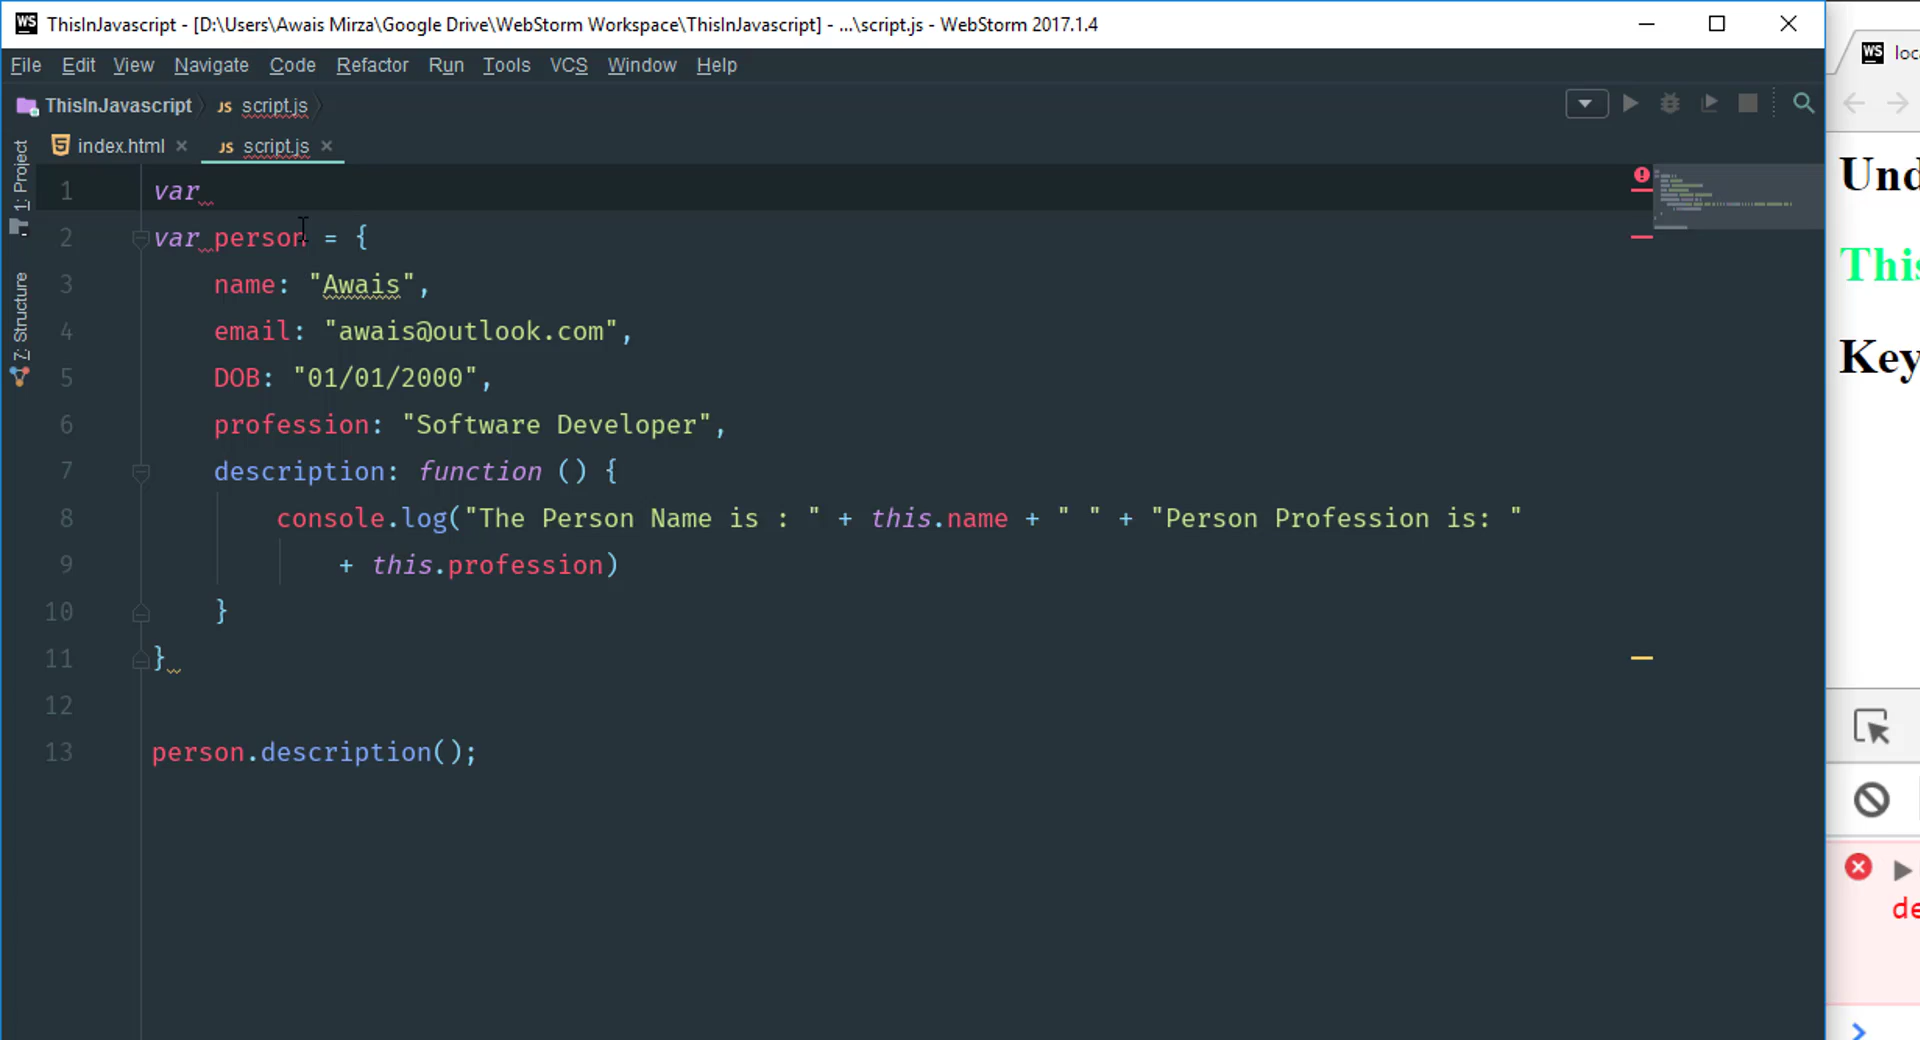 ThisInJavascript - [D:\Users\Awais Mirza\Google Drive\WebStorm Workspace\ThisInJavascript] - ...\script.js - WebStorm 2017.1.4
File Edit View Navigate Code Refactor Run Tools VCS Window Help
ThisInJavascript JS script.js
index.html JS script.js
1: Project
7: Structure
1 var
2 var person = {
3 name: "Awais",
4 email: "awais@outlook.com",
5 DOB: "01/01/2000",
6 profession: "Software Developer",
7 description: function () {
8 console.log("The Person Name is : " + this.name + " " + "Person Profession is: "
9 + this.profession)
10 }
11 }
12
13 person.description();
WS loc
Und
This
Key
de